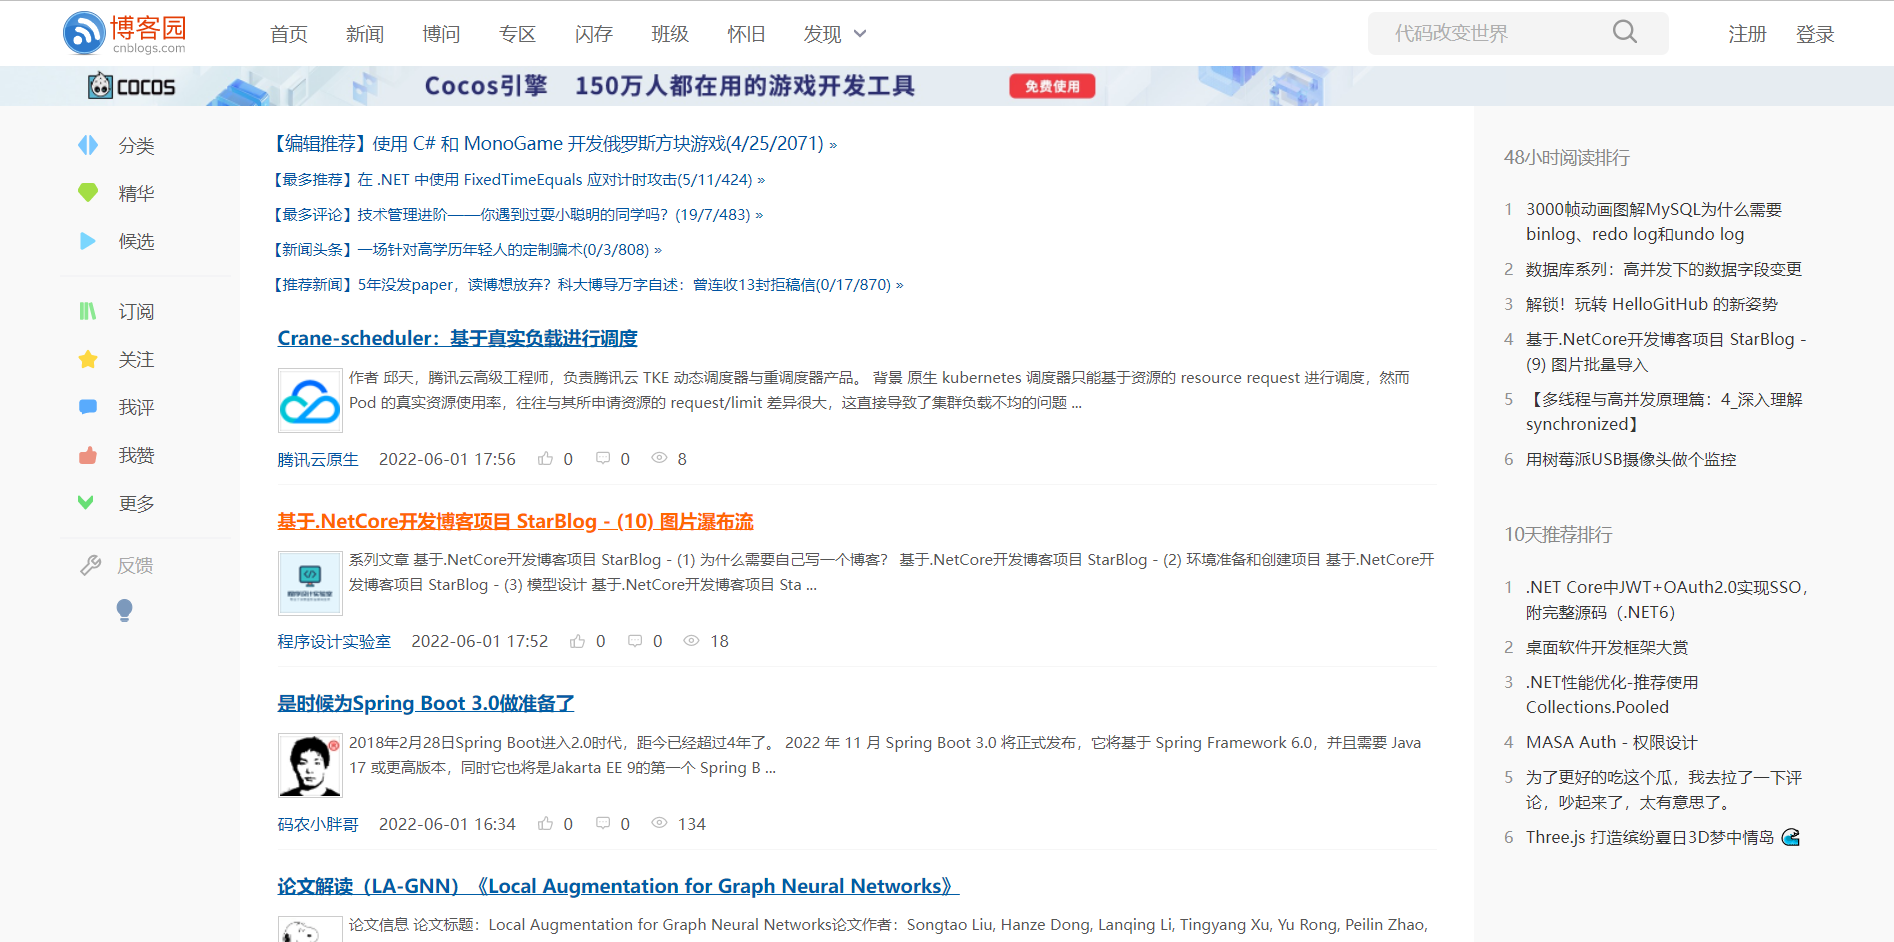 博客园
cnblogs.com
首页 新闻 博问 专区 闪存 班级 怀旧 发现
代码改变世界
注册 登录
COCOS Cocos引擎 150万人都在用的游戏开发工具 免费使用
分类
精华
候选
订阅
关注
我评
我赞
更多
反馈
【编辑推荐】使用 C# 和 MonoGame 开发俄罗斯方块游戏(4/25/2071) »
【最多推荐】在 .NET 中使用 FixedTimeEquals 应对计时攻击(5/11/424) »
【最多评论】技术管理进阶——你遇到过耍小聪明的同学吗？(19/7/483) »
【新闻头条】一场针对高学历年轻人的定制骗术(0/3/808) »
【推荐新闻】5年没发paper，读博想放弃？科大博导万字自述：曾连收13封拒稿信(0/17/870) »
Crane-scheduler：基于真实负载进行调度
作者 邱天，腾讯云高级工程师，负责腾讯云 TKE 动态调度器与重调度器产品。 背景 原生 kubernetes 调度器只能基于资源的 resource request 进行调度，然而
Pod 的真实资源使用率，往往与其所申请资源的 request/limit 差异很大，这直接导致了集群负载不均的问题 ...
腾讯云原生 2022-06-01 17:56 0 0 8
基于.NetCore开发博客项目 StarBlog - (10) 图片瀑布流
系列文章 基于.NetCore开发博客项目 StarBlog - (1) 为什么需要自己写一个博客？ 基于.NetCore开发博客项目 StarBlog - (2) 环境准备和创建项目 基于.NetCore开
发博客项目 StarBlog - (3) 模型设计 基于.NetCore开发博客项目 Sta ...
程序设计实验室
程序设计实验室 2022-06-01 17:52 0 0 18
是时候为Spring Boot 3.0做准备了
2018年2月28日Spring Boot进入2.0时代，距今已经超过4年了。 2022 年 11 月 Spring Boot 3.0 将正式发布，它将基于 Spring Framework 6.0，并且需要 Java
17 或更高版本，同时它也将是Jakarta EE 9的第一个 Spring B ...
码农小胖哥 2022-06-01 16:34 0 0 134
论文解读（LA-GNN）《Local Augmentation for Graph Neural Networks》
论文信息 论文标题：Local Augmentation for Graph Neural Networks论文作者：Songtao Liu, Hanze Dong, Lanqing Li, Tingyang Xu, Yu Rong, Peilin Zhao,
48小时阅读排行
1 3000帧动画图解MySQL为什么需要
binlog、redo log和undo log
2 数据库系列：高并发下的数据字段变更
3 解锁！玩转 HelloGitHub 的新姿势
4 基于.NetCore开发博客项目 StarBlog -
(9) 图片批量导入
5 【多线程与高并发原理篇：4_深入理解
synchronized】
6 用树莓派USB摄像头做个监控
10天推荐排行
1 .NET Core中JWT+OAuth2.0实现SSO，
附完整源码（.NET6）
2 桌面软件开发框架大赏
3 .NET性能优化-推荐使用
Collections.Pooled
4 MASA Auth - 权限设计
5 为了更好的吃这个瓜，我去拉了一下评
论，吵起来了，太有意思了。
6 Three.js 打造缤纷夏日3D梦中情岛 🌊